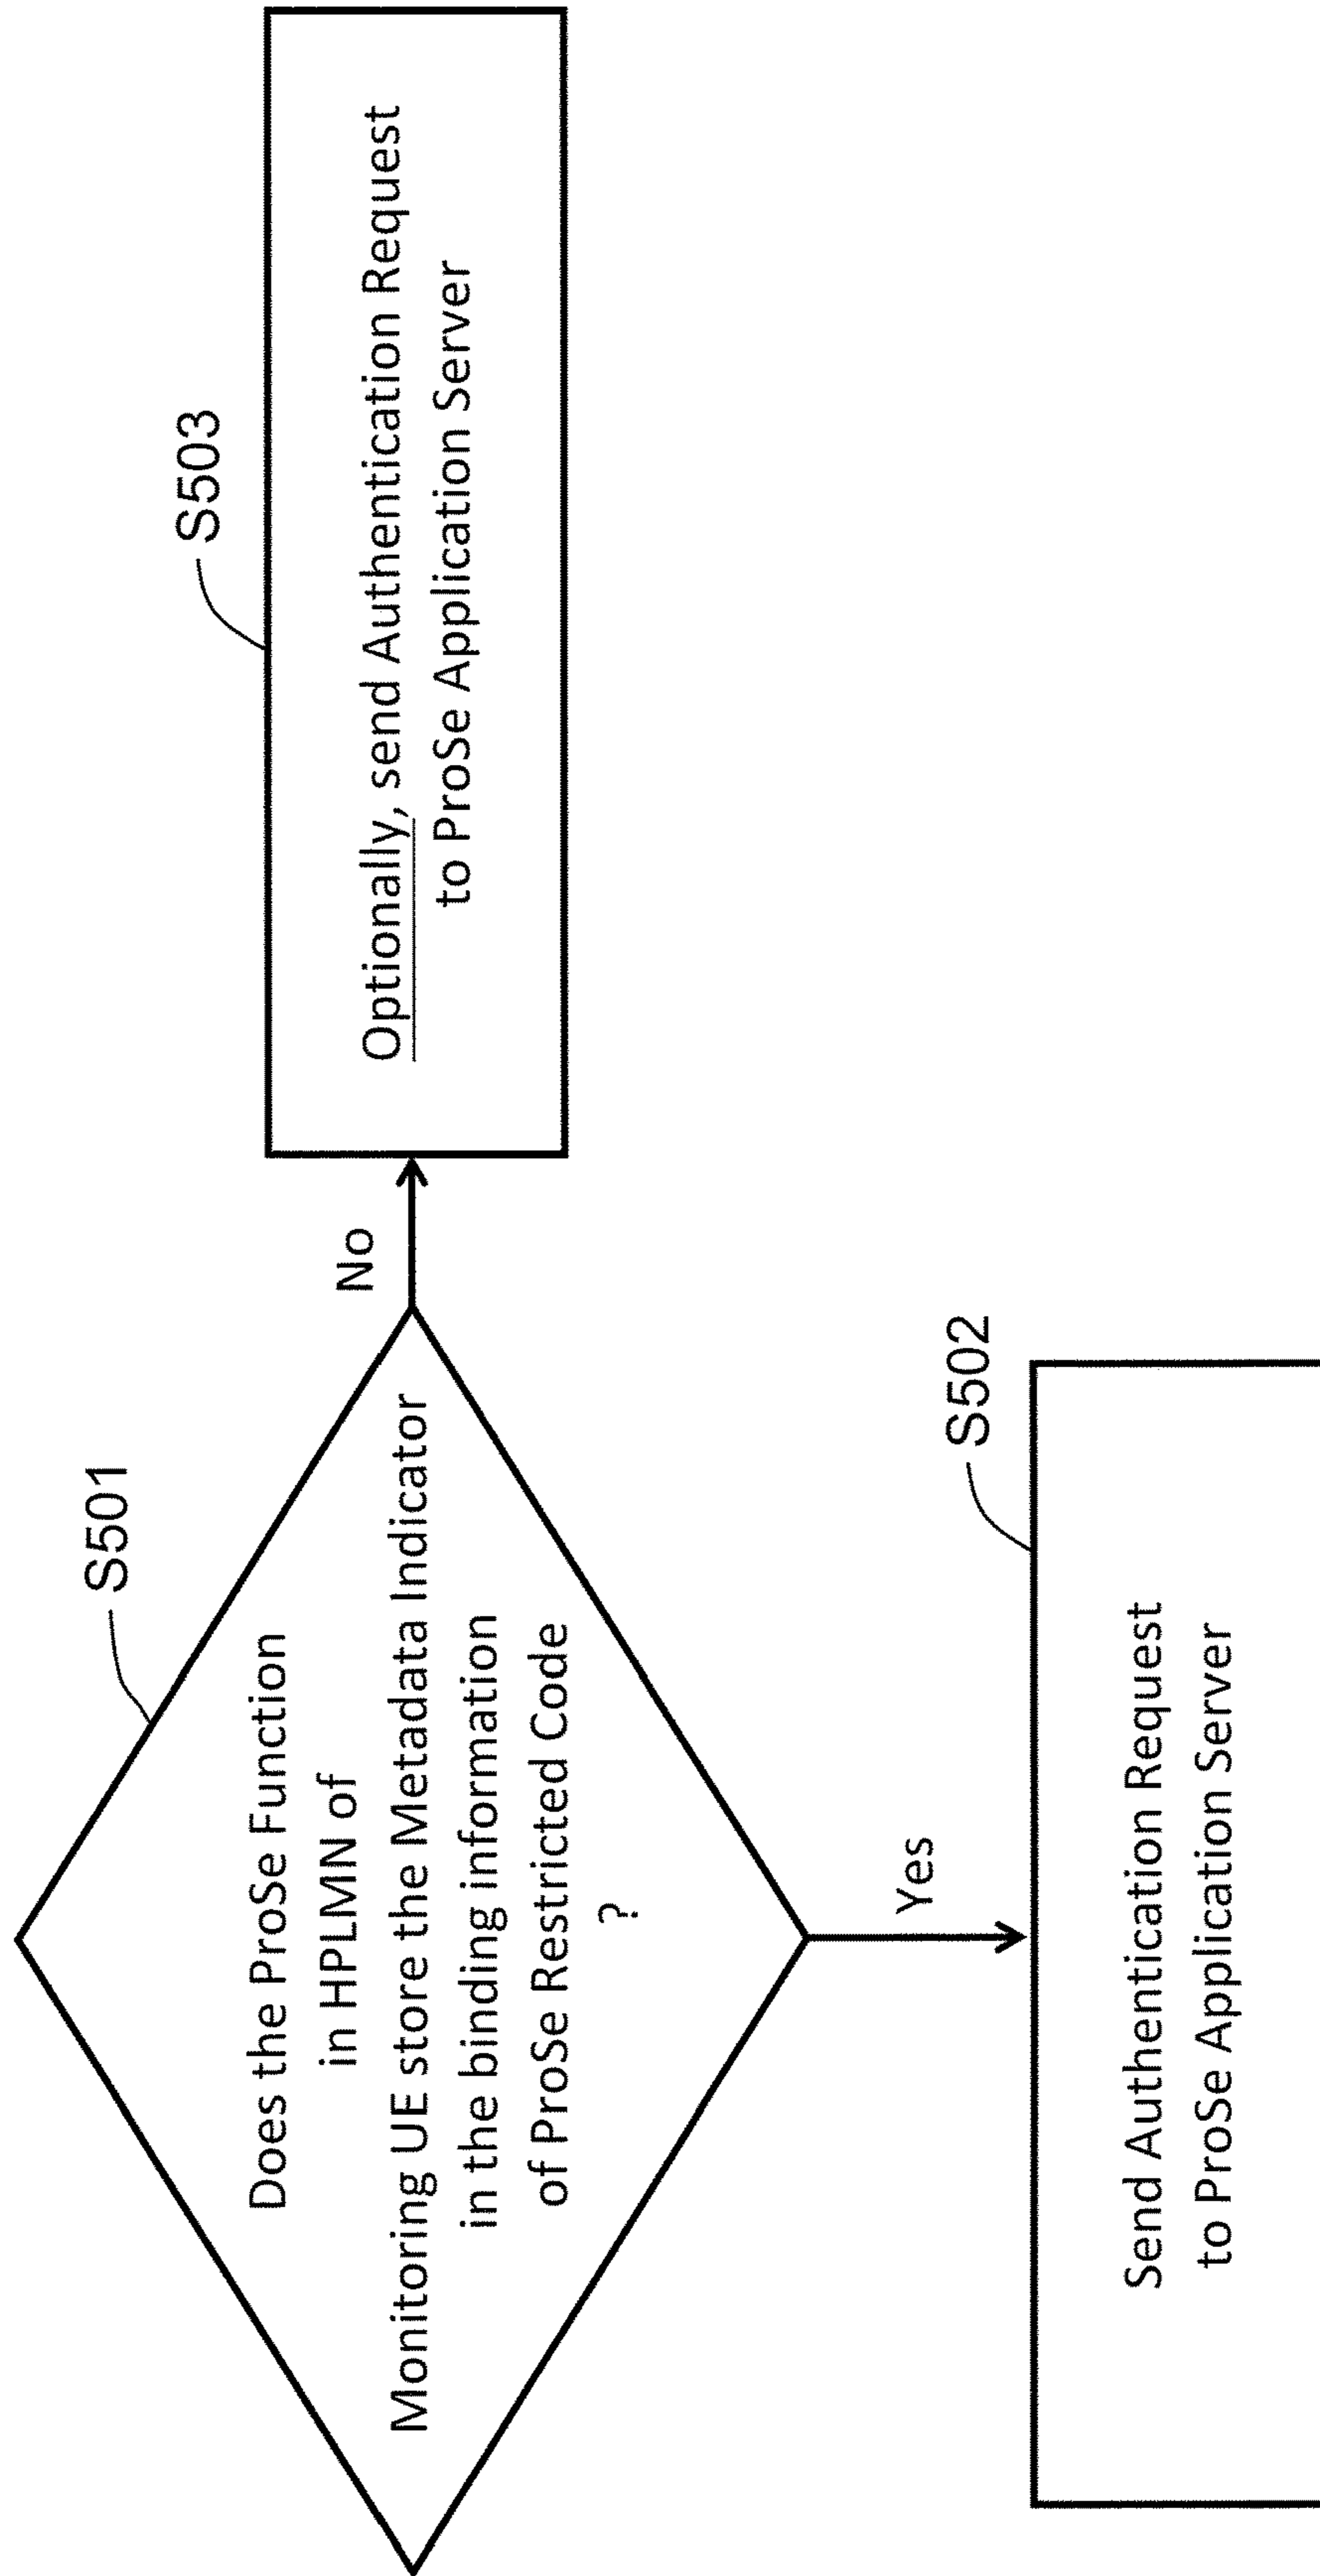 S501
Does the ProSe Function
in HPLMN of
Monitoring UE store the Metadata Indicator
in the binding information
of ProSe Restricted Code
?
No
S503
Optionally, send Authentication Request
to ProSe Application Server
Yes
S502
Send Authentication Request
to ProSe Application Server